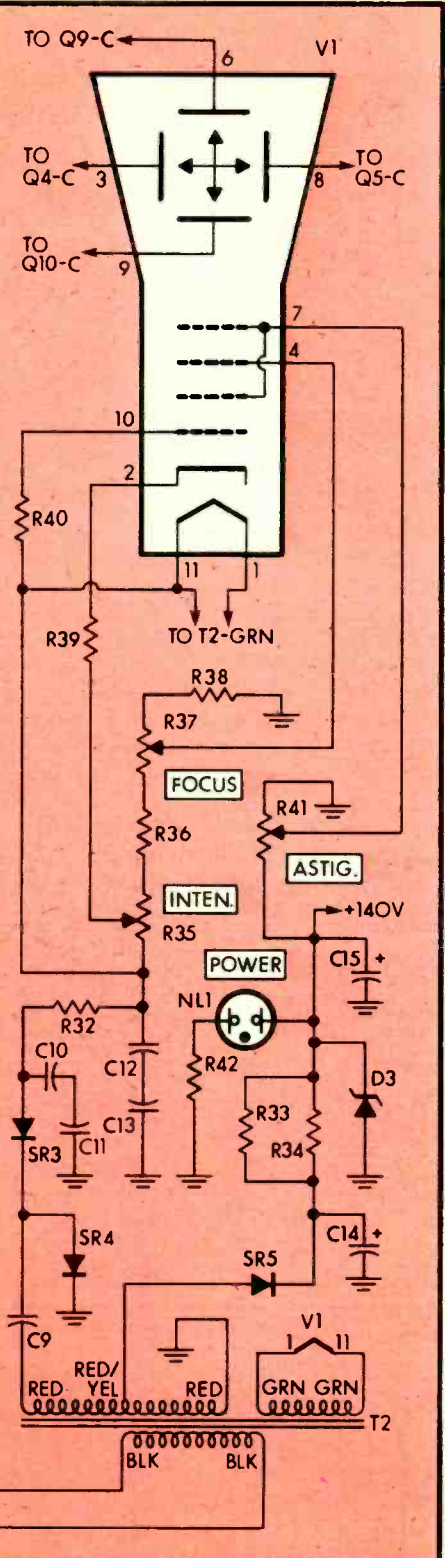 TO Q9-C
6
V1
TO
Q4-C
3
8
TO
Q5-C
TO
Q10-C
9
7
4
10
2
R40
11
1
R39
TO T2-GRN
R38
R37
FOCUS
R41
R36
ASTIG.
INTEN.
+140V
R35
POWER
C15
+
NL1
R32
C10
C12
R42
D3
C13
R33
SR3
C11
R34
SR4
C14
+
SR5
C9
V1
1
11
RED/
YEL
RED
RED
GRN GRN
T2
BLK
BLK